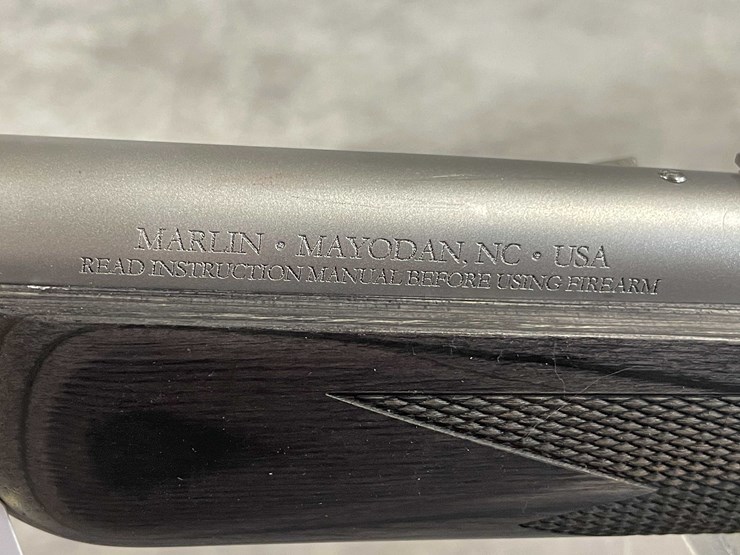 MARLIN • MAYODAN, NC • USA
READ INSTRUCTION MANUAL BEFORE USING FIREARM